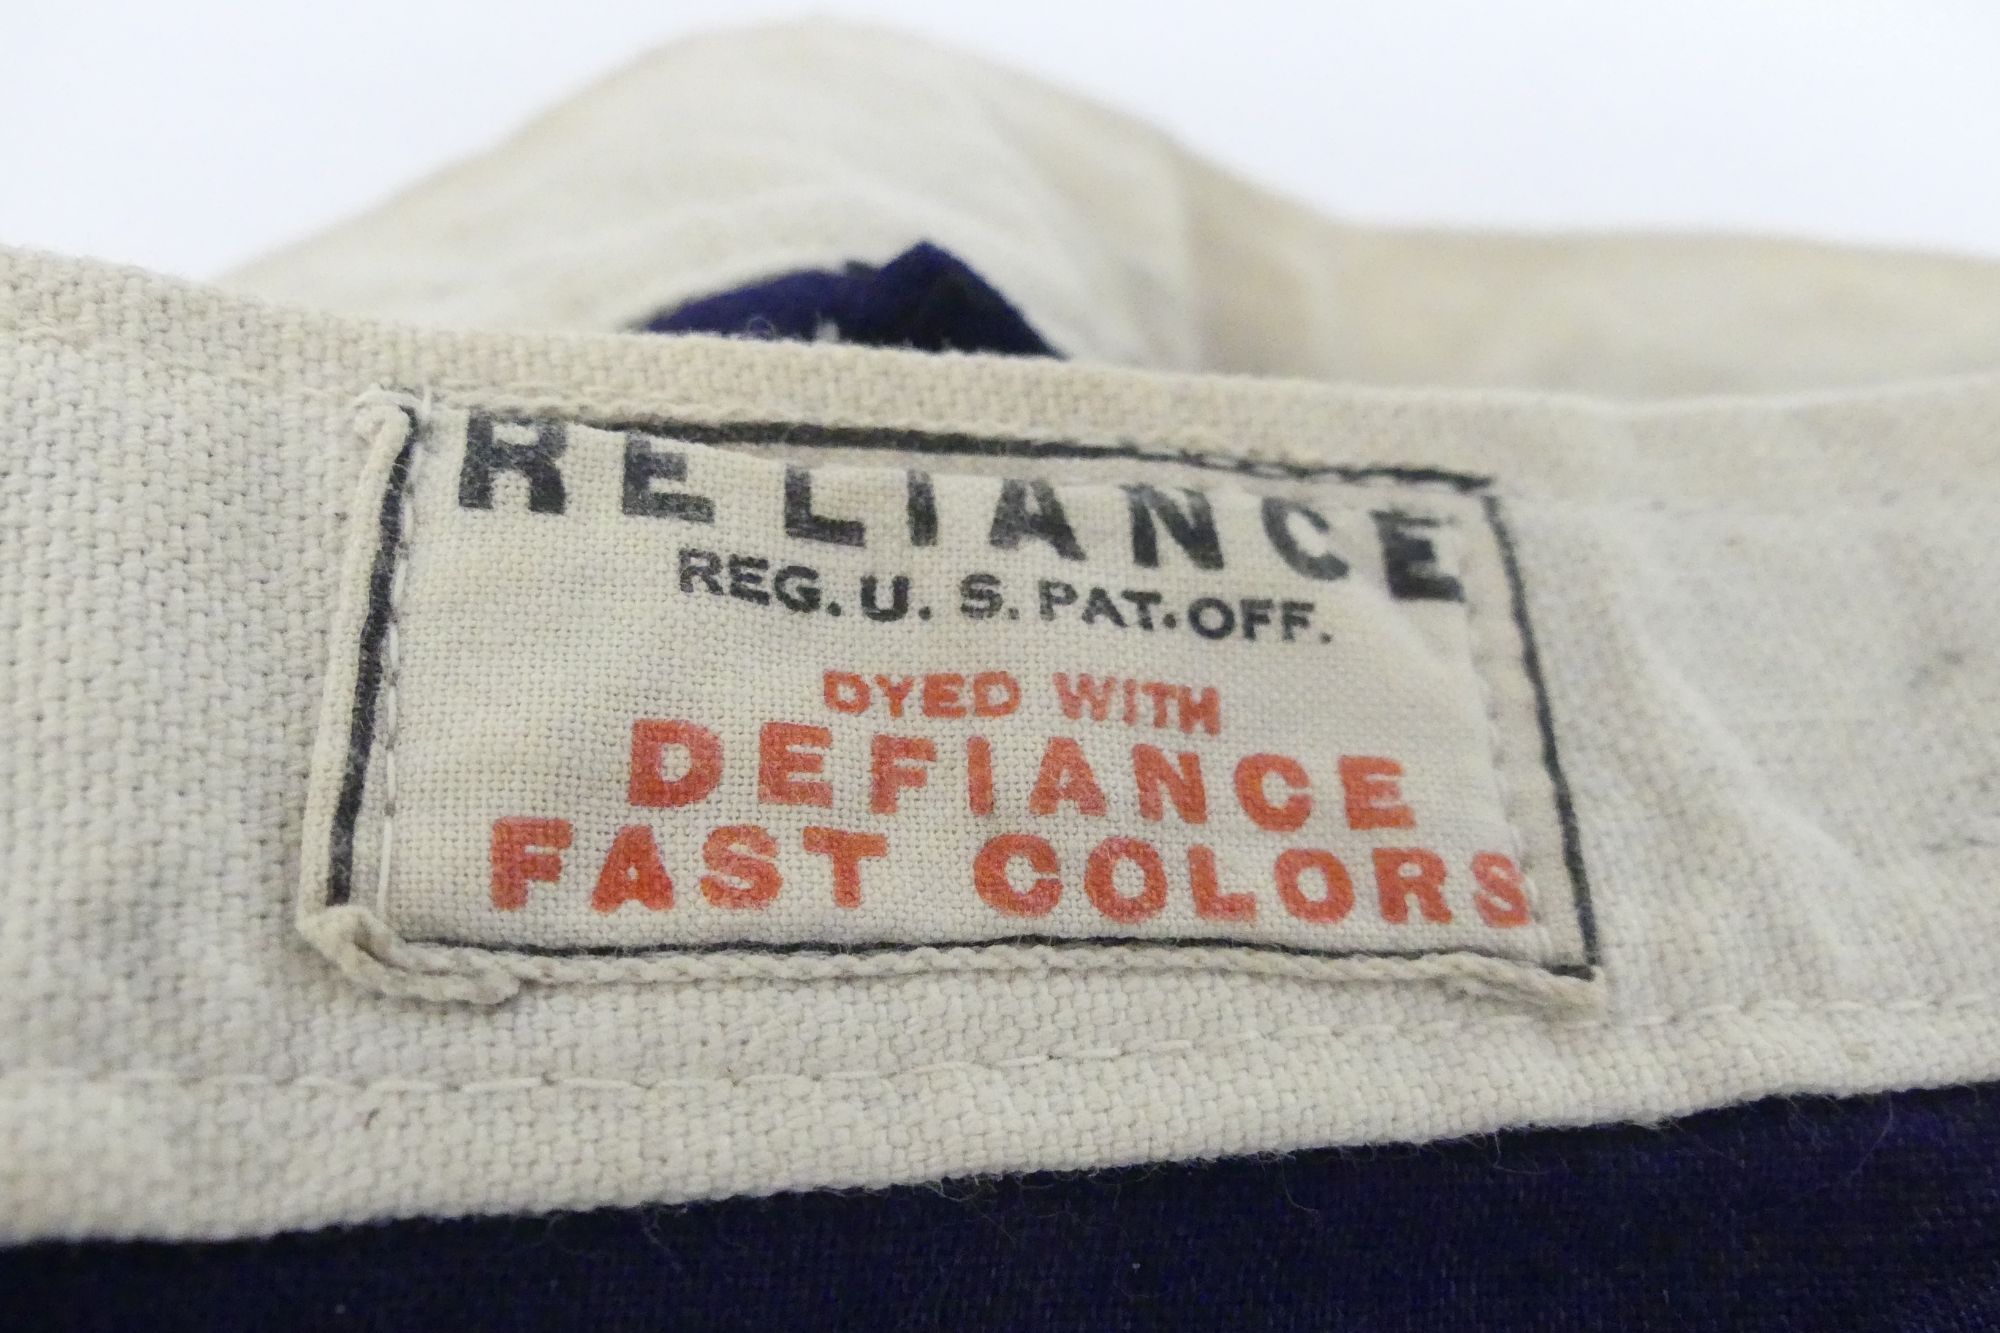 RELIANCE
REG. U. S. PAT. OFF.
DYED WITH
DEFIANCE
FAST COLORS